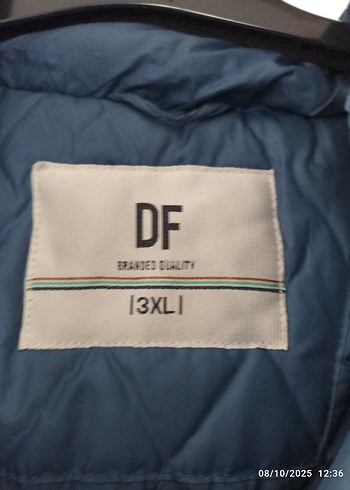 DF
BRANDED QUALITY
|3XL|
08/10/2025 12:36